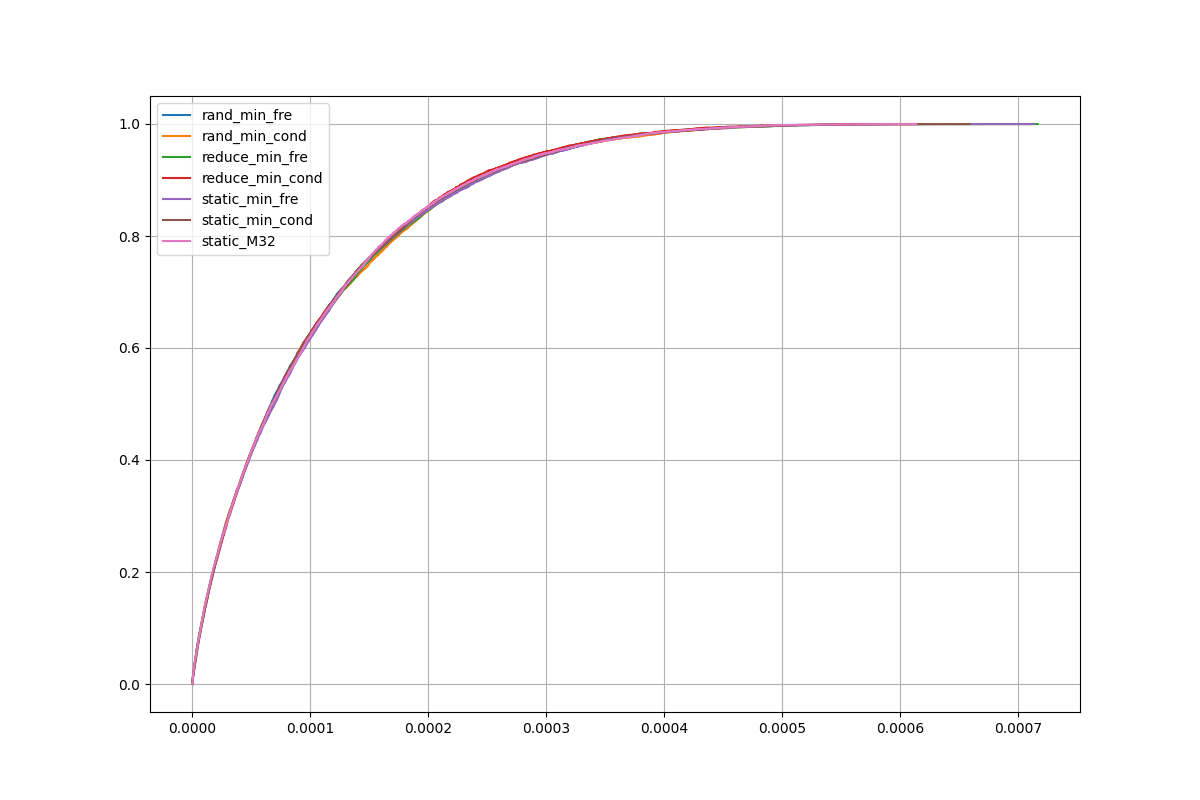 rand_min_fre
rand_min_cond
reduce_min_fre
reduce_min_cond
static_min_fre
static_min_cond
static_M32
1.0
0.8
0.6
0.4
0.2
0.0
0.0000 0.0001 0.0002 0.0003 0.0004 0.0005 0.0006 0.0007